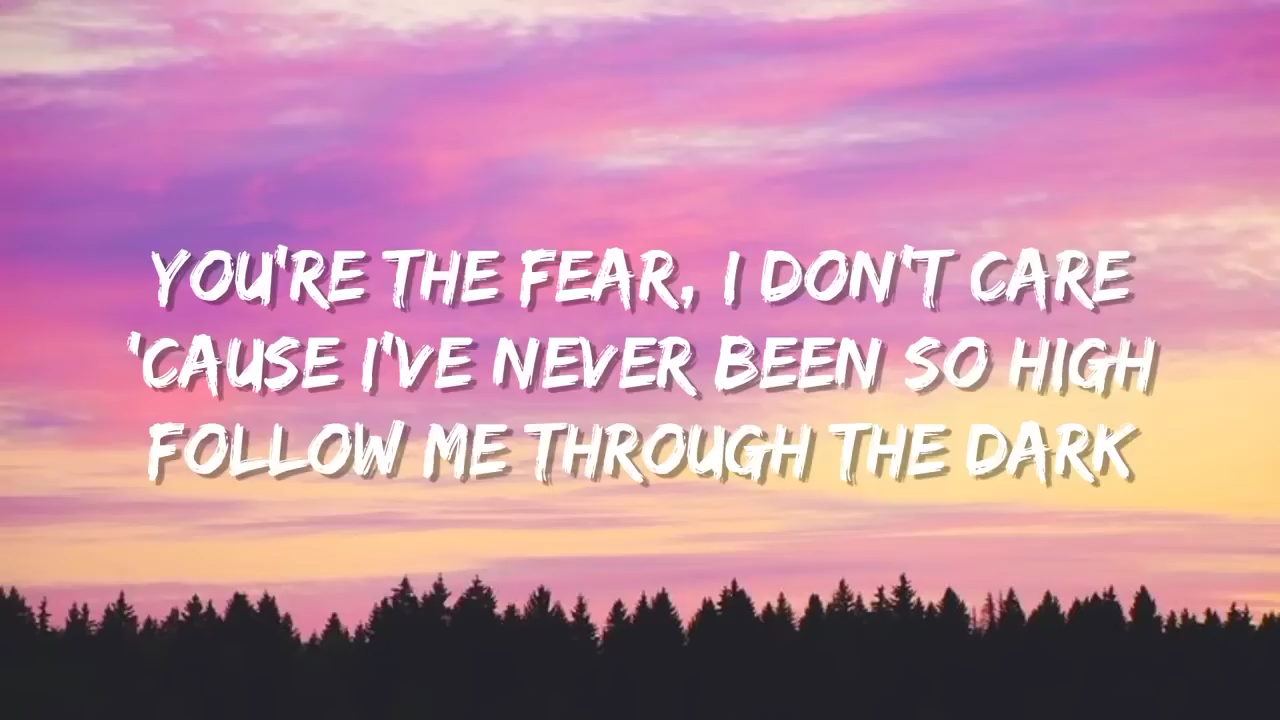 YOU'RE THE FEAR, I DON'T CARE
'CAUSE I'VE NEVER BEEN SO HIGH
FOLLOW ME THROUGH THE DARK